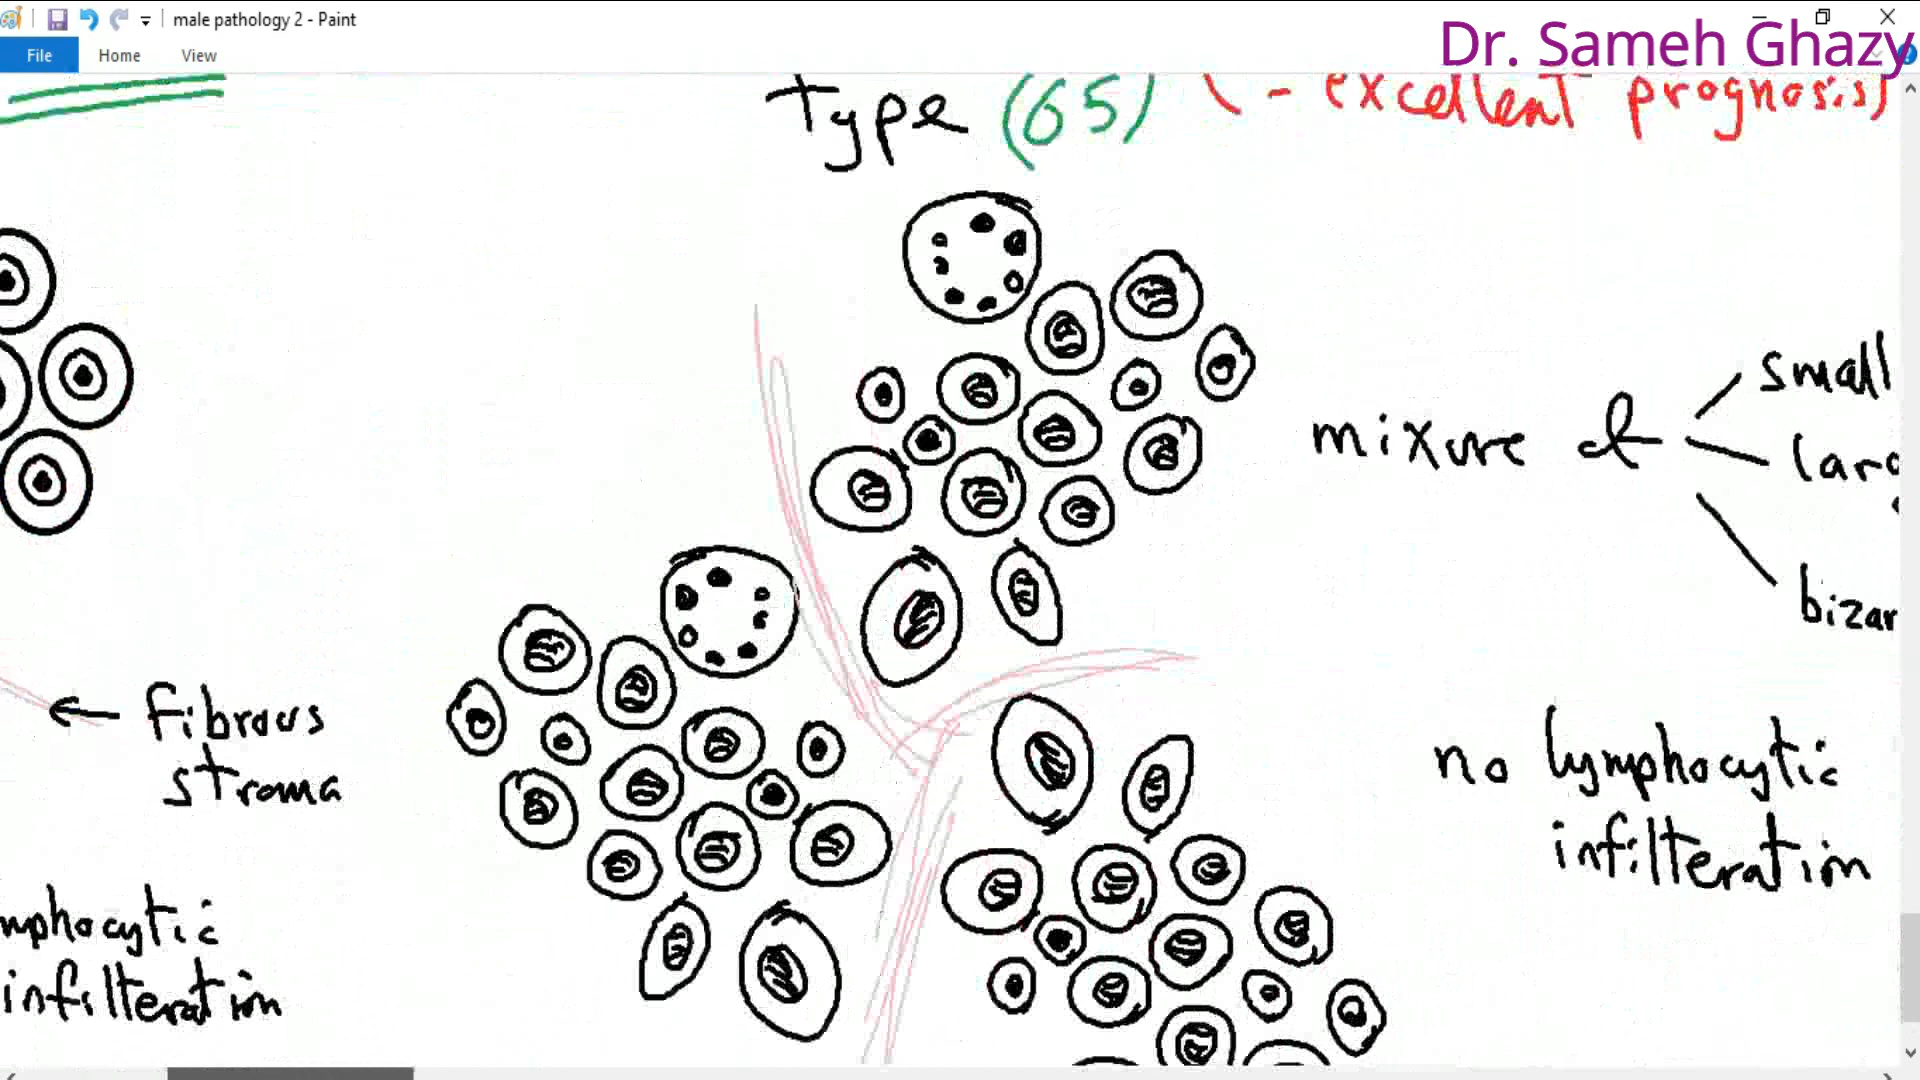 male pathology 2 - Paint
Dr. Sameh Ghazy
File Home View
type (65) (- excellent prognosis)
small
mixure of
bizar
fibrous
stroma
no lymphocytic
infilteration
mphocytic
infilteration